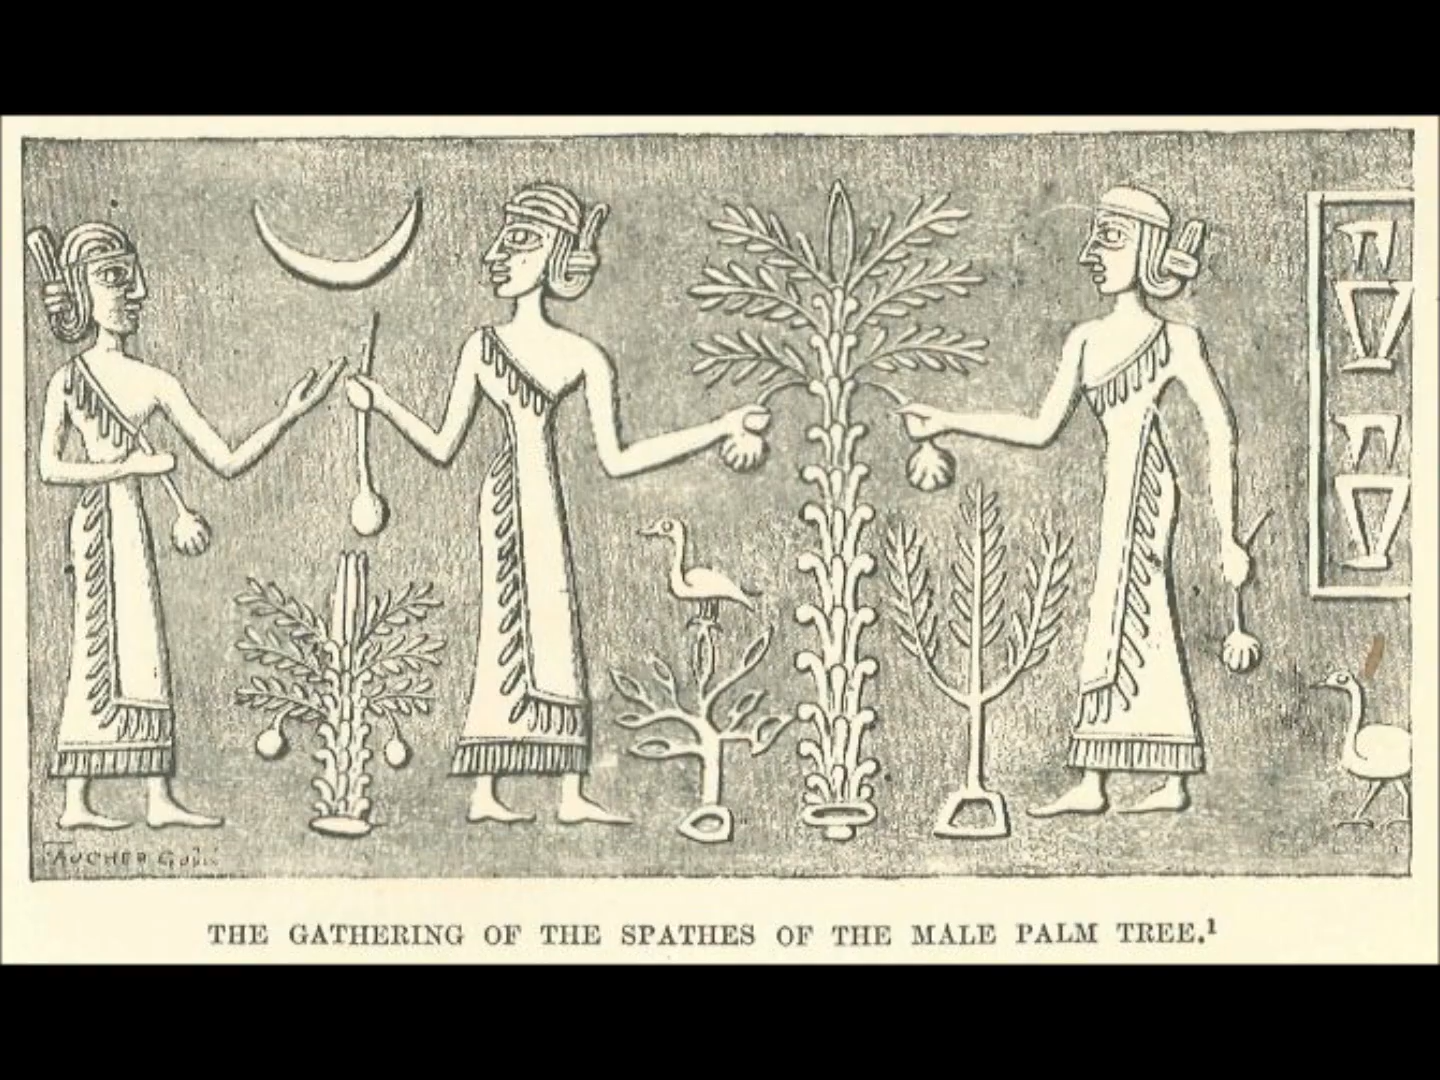 THE GATHERING OF THE SPATHES OF THE MALE PALM TREE.¹